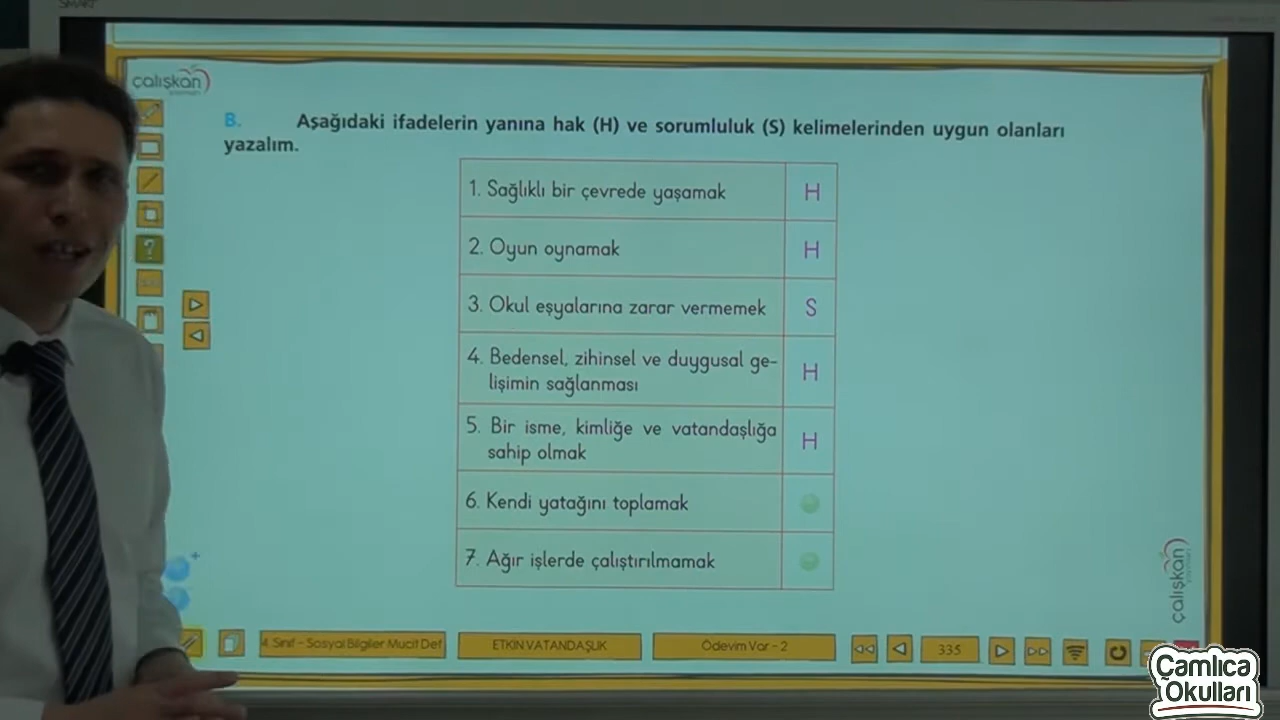 SMART
çalışkan
B. Aşağıdaki ifadelerin yanına hak (H) ve sorumluluk (S) kelimelerinden uygun olanları
yazalım.
1. Sağlıklı bir çevrede yaşamak H
2. Oyun oynamak H
3. Okul eşyalarına zarar vermemek S
4. Bedensel, zihinsel ve duygusal ge-
lişimin sağlanması H
5. Bir isme, kimliğe ve vatandaşlığa
sahip olmak H
6. Kendi yatağını toplamak
7. Ağır işlerde çalıştırılmamak
çalışkan
4. Sınıf - Sosyal Bilgiler Mucit Def
ETKİN VATANDAŞLIK
Ödevim Var - 2
335
Çamlıca
Okulları